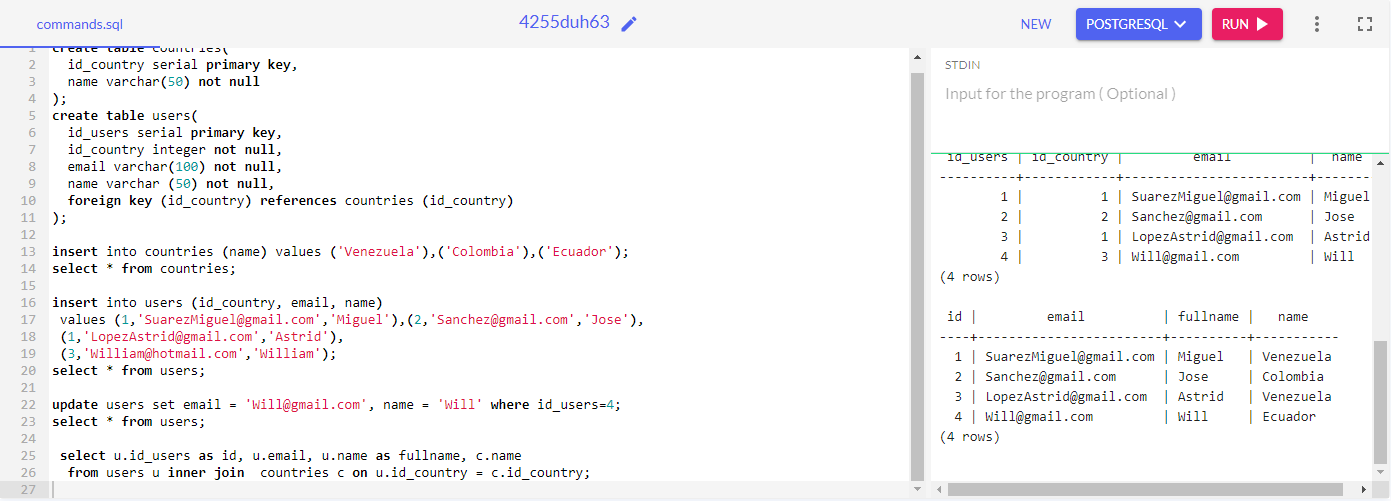 commands.sql
4255duh63
NEW
POSTGRESQL
RUN
1 create table countries(
2 id_country serial primary key,
3 name varchar(50) not null
4 );
5 create table users(
6 id_users serial primary key,
7 id_country integer not null,
8 email varchar(100) not null,
9 name varchar (50) not null,
10 foreign key (id_country) references countries (id_country)
11 );
12
13 insert into countries (name) values ('Venezuela'),('Colombia'),('Ecuador');
14 select * from countries;
15
16 insert into users (id_country, email, name)
17 values (1,'SuarezMiguel@gmail.com','Miguel'),(2,'Sanchez@gmail.com','Jose'),
18 (1,'LopezAstrid@gmail.com','Astrid'),
19 (3,'William@hotmail.com','William');
20 select * from users;
21
22 update users set email = 'Will@gmail.com', name = 'Will' where id_users=4;
23 select * from users;
24
25 select u.id_users as id, u.email, u.name as fullname, c.name
26 from users u inner join  countries c on u.id_country = c.id_country;
27
STDIN
Input for the program ( Optional )
id_users | id_country | email | name
----------+------------+------------------------+-------
1 | 1 | SuarezMiguel@gmail.com | Miguel
2 | 2 | Sanchez@gmail.com | Jose
3 | 1 | LopezAstrid@gmail.com | Astrid
4 | 3 | Will@gmail.com | Will
(4 rows)
id | email | fullname | name
----+------------------------+----------+-----------
1 | SuarezMiguel@gmail.com | Miguel | Venezuela
2 | Sanchez@gmail.com | Jose | Colombia
3 | LopezAstrid@gmail.com | Astrid | Venezuela
4 | Will@gmail.com | Will | Ecuador
(4 rows)